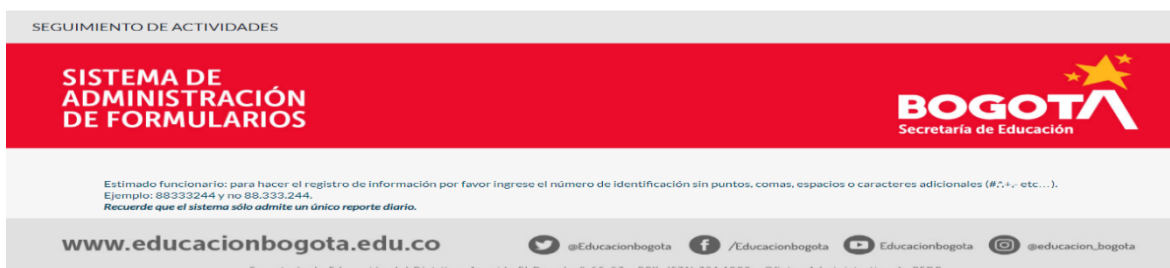 SEGUIMIENTO DE ACTIVIDADES
SISTEMA DE
ADMINISTRACIÓN
DE FORMULARIOS
BOGOTÁ
Secretaría de Educación
Estimado funcionario: para hacer el registro de información por favor ingrese el número de identificación sin puntos, comas, espacios o caracteres adicionales (#,*,+,- etc...).
Ejemplo: 88333244 y no 88.333.244.
Recuerde que el sistema sólo admite un único reporte diario.
www.educacionbogota.edu.co
@Educacionbogota
/Educacionbogota
Educacionbogota
@educacion_bogota